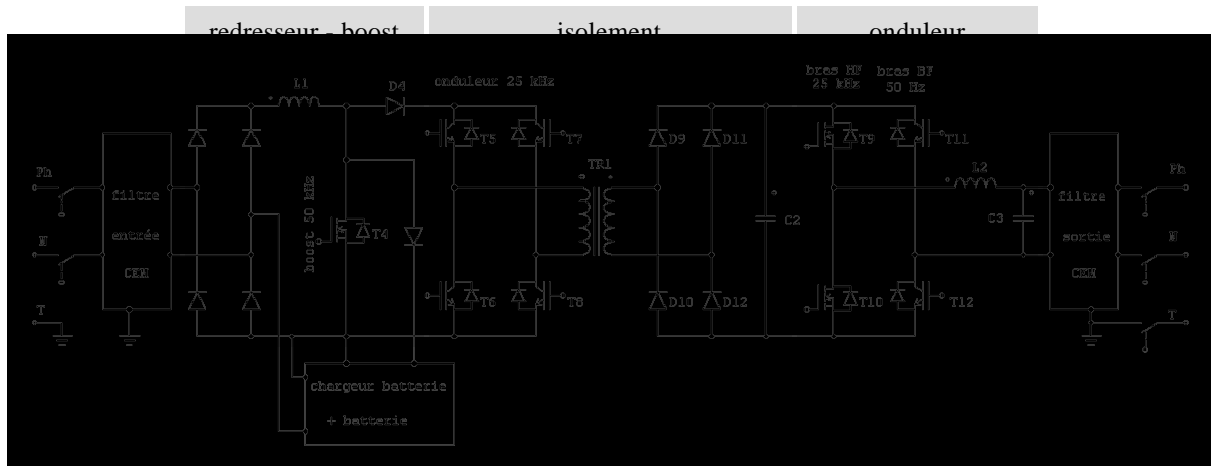 redresseur - boost
isolement
onduleur
L1
D4
onduleur 25 kHz
bras HF
25 kHz
bras BF
50 Hz
T5
T7
D9
D11
T9
T11
TR1
L2
Ph
filtre
entrée
CEM
N
T
boost 50 kHz
T4
C2
C3
filtre
sortie
CEM
Ph
N
T
T6
T8
D10
D12
T10
T12
chargeur batterie
+ batterie